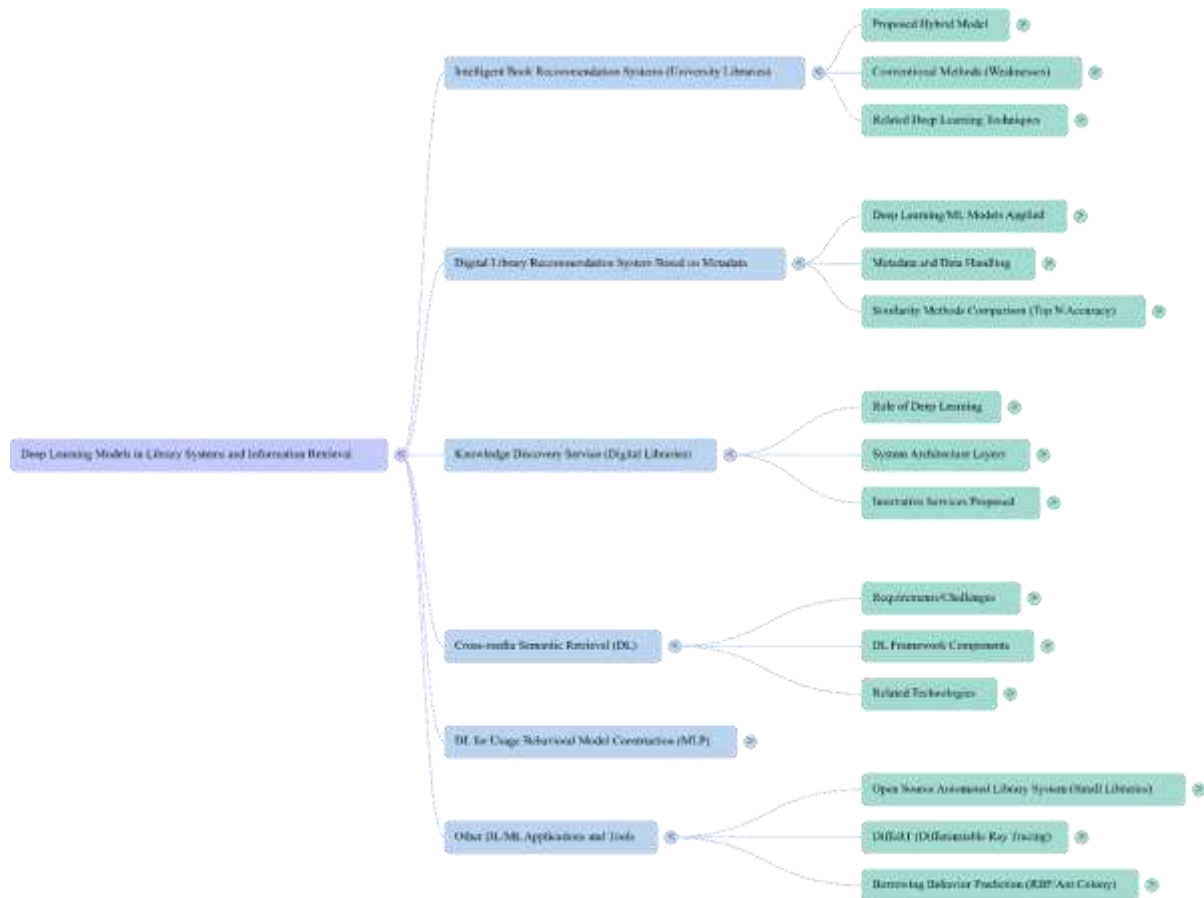 Proposed Hybrid Model
Intelligent Book Recommendation Systems (University Libraries)
Conventional Methods (Weaknesses)
Related Deep Learning Techniques
Deep Learning/ML Models Applied
Digital Library Recommendation System Based on Metadata
Metadata and Data Handling
Similarity Methods Comparison (Top N Accuracy)
Role of Deep Learning
Deep Learning Models in Library Systems and Information Retrieval
Knowledge Discovery Service (Digital Libraries)
System Architecture Layers
Innovative Services Proposed
Requirements/Challenges
Cross-media Semantic Retrieval (DL)
DL Framework Components
Related Technologies
DL for Usage Behavioral Model Construction (MLP)
Open Source Automated Library System (Small Libraries)
Other DL/ML Applications and Tools
DiffeRT (Differentiable Ray Tracing)
Borrowing Behavior Prediction (RBF/Ant Colony)